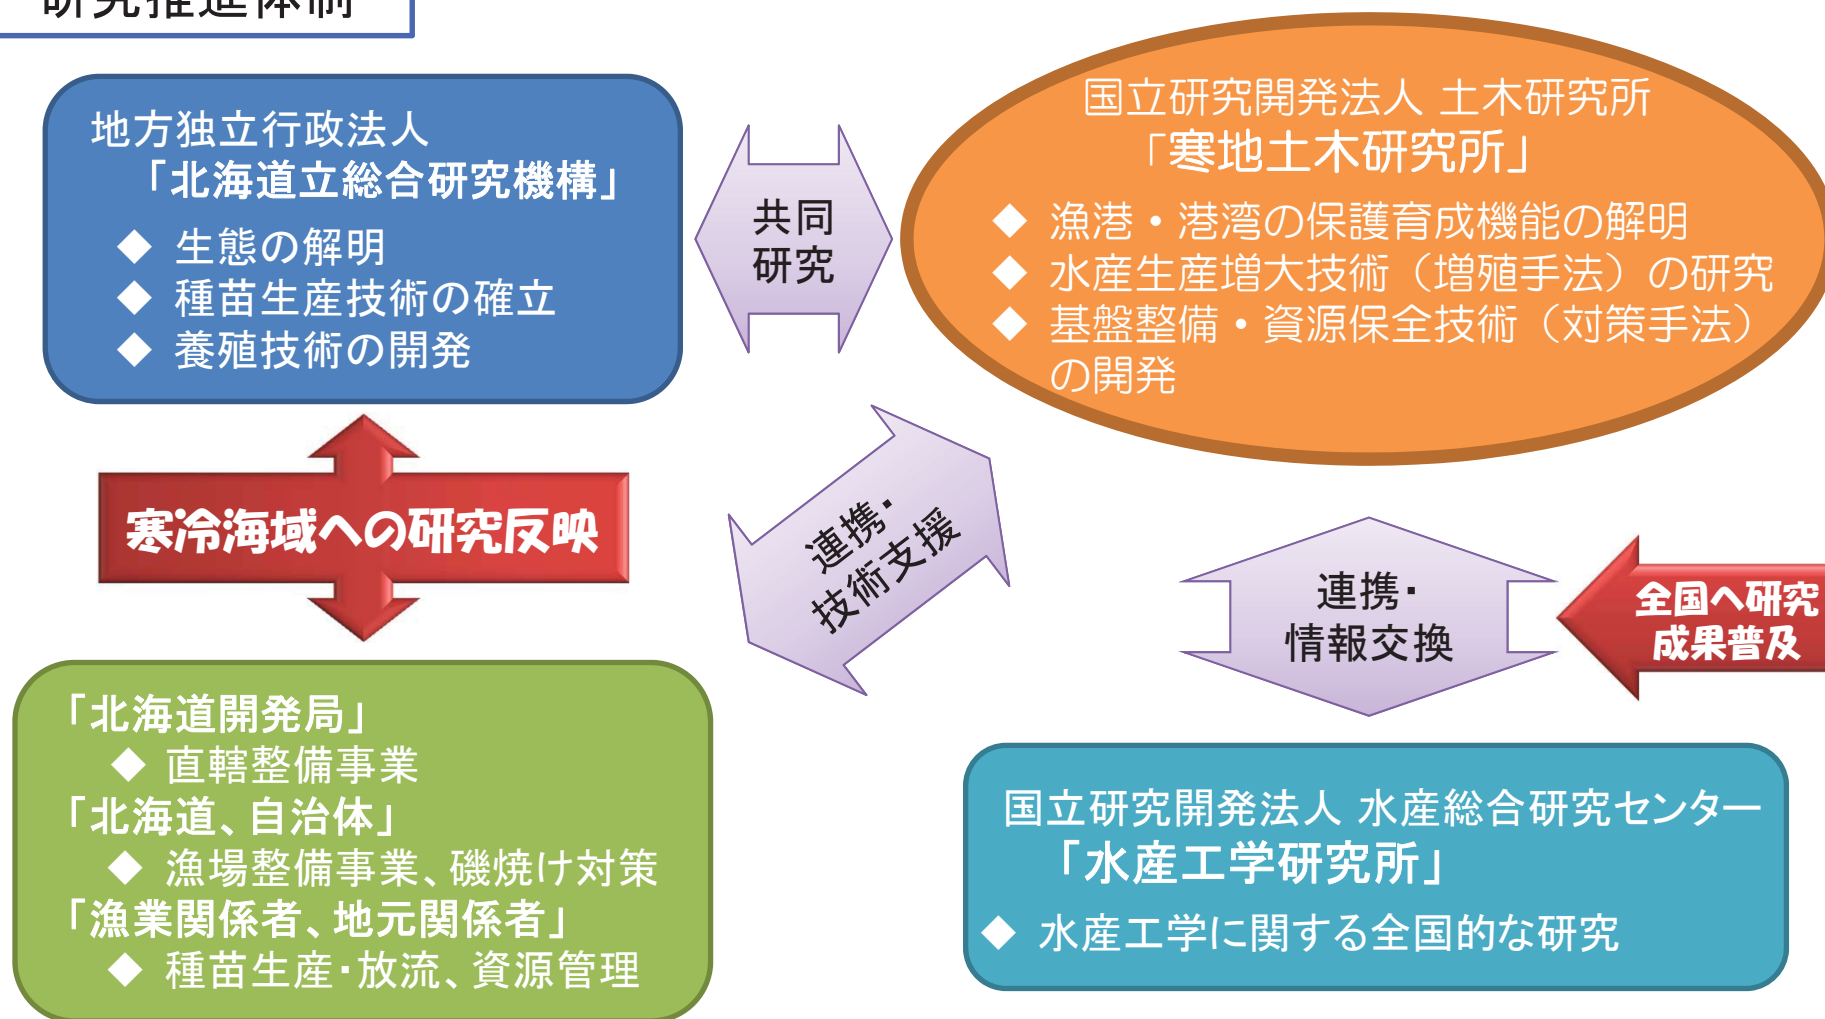 研究推進体制
地方独立行政法人
「北海道立総合研究機構」
◆ 生態の解明
◆ 種苗生産技術の確立
◆ 養殖技術の開発
共同
研究
国立研究開発法人 土木研究所
「寒地土木研究所」
◆ 漁港・港湾の保護育成機能の解明
◆ 水産生産増大技術（増殖手法）の研究
◆ 基盤整備・資源保全技術（対策手法）
の開発
寒冷海域への研究反映
連携・
技術支援
連携・
情報交換
全国へ研究
成果普及
「北海道開発局」
◆ 直轄整備事業
「北海道、自治体」
◆ 漁場整備事業、磯焼け対策
「漁業関係者、地元関係者」
◆ 種苗生産・放流、資源管理
国立研究開発法人 水産総合研究センター
「水産工学研究所」
◆ 水産工学に関する全国的な研究